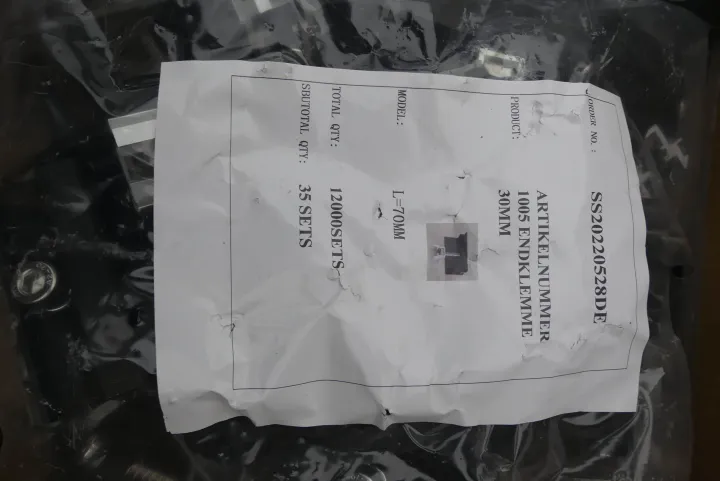 ORDER NO.: SS20220528DE
PRODUCT: ARTIKELNUMMER
1005 ENDKLEMME
30MM
MODEL: L=70MM
TOTAL QTY: 12000SETS
SBUTOTAL QTY: 35 SETS